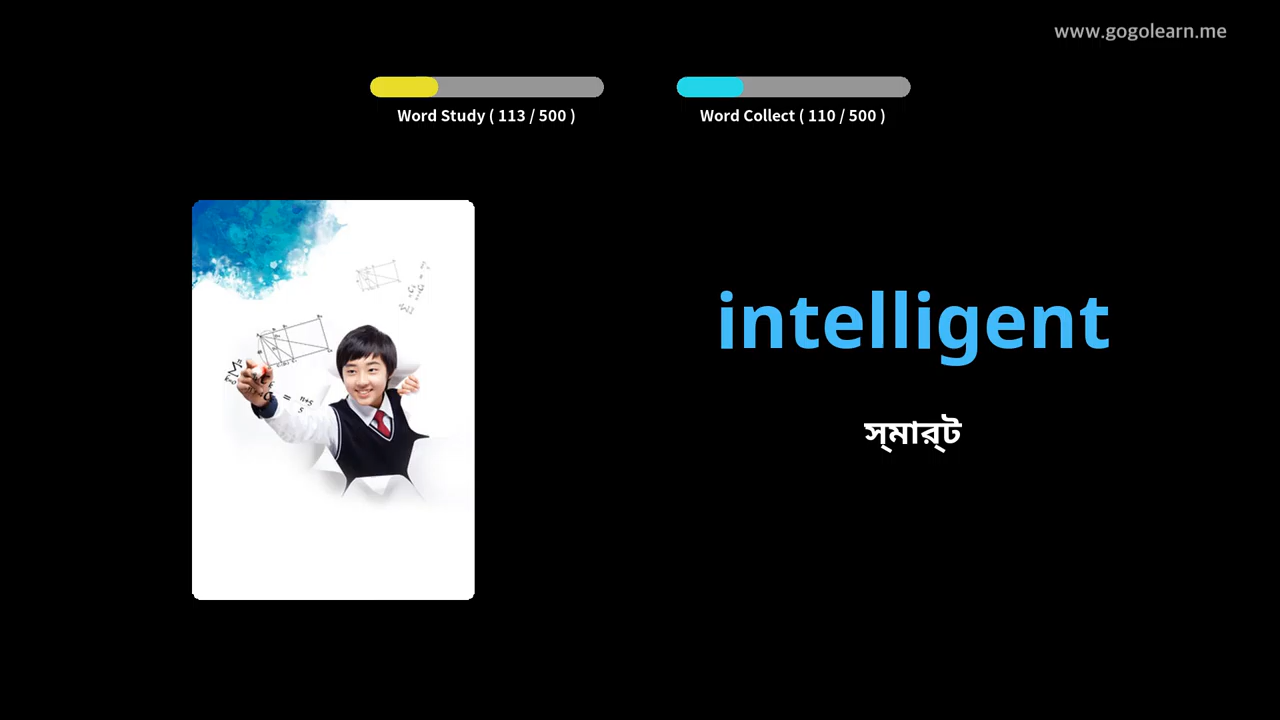 www.gogolearn.me
Word Study ( 113 / 500 )
Word Collect ( 110 / 500 )
intelligent
স্মার্ট